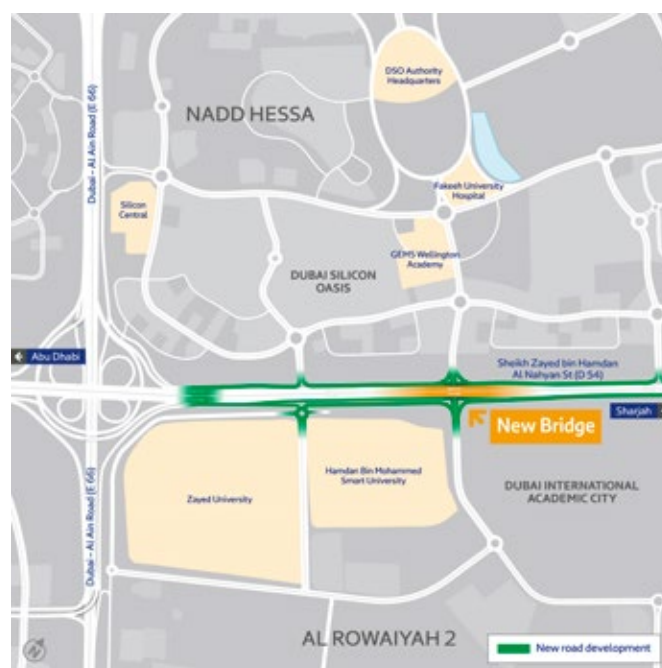 DSO Authority
Headquarters
NADD HESSA
Dubai – Al Ain Road (E 66)
Silicon
Central
Fakeeh University
Hospital
GEMS Wellington
Academy
DUBAI SILICON
OASIS
Abu Dhabi
Sheikh Zayed bin Hamdan
Al Nahyan St (D 54)
Sharjah
New Bridge
Hamdan Bin Mohammed
Smart University
Zayed University
DUBAI INTERNATIONAL
ACADEMIC CITY
Dubai – Al Ain Road (E 66)
AL ROWAIYAH 2
N
New road development